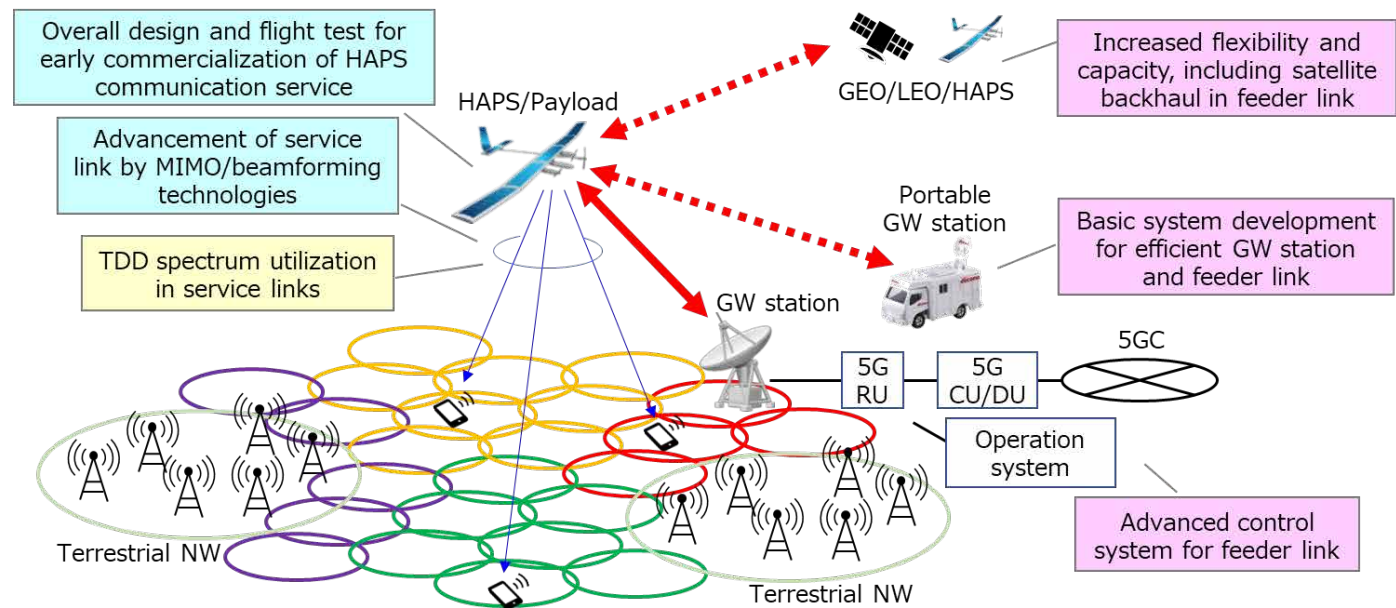 Overall design and flight test for
early commercialization of HAPS
communication service
HAPS/Payload
GEO/LEO/HAPS
Increased flexibility and
capacity, including satellite
backhaul in feeder link
Advancement of service
link by MIMO/beamforming
technologies
Portable
GW station
Basic system development
for efficient GW station
and feeder link
TDD spectrum utilization
in service links
GW station
5G
RU
5G
CU/DU
5GC
Operation
system
Advanced control
system for feeder link
Terrestrial NW
Terrestrial NW